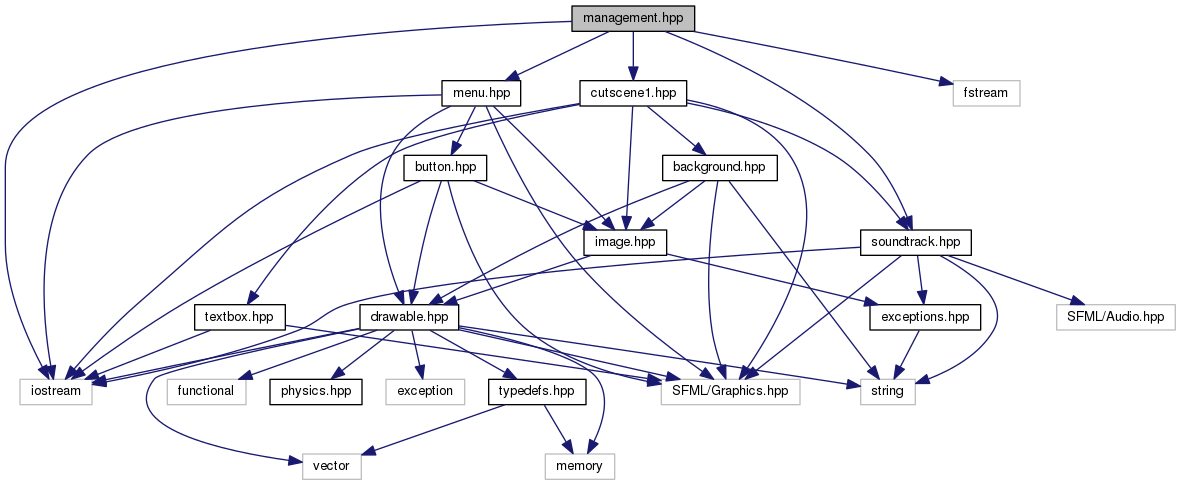 management.hpp
menu.hpp
cutscene1.hpp
fstream
button.hpp
background.hpp
image.hpp
soundtrack.hpp
textbox.hpp
drawable.hpp
exceptions.hpp
SFML/Audio.hpp
iostream
functional
physics.hpp
exception
typedefs.hpp
SFML/Graphics.hpp
string
vector
memory